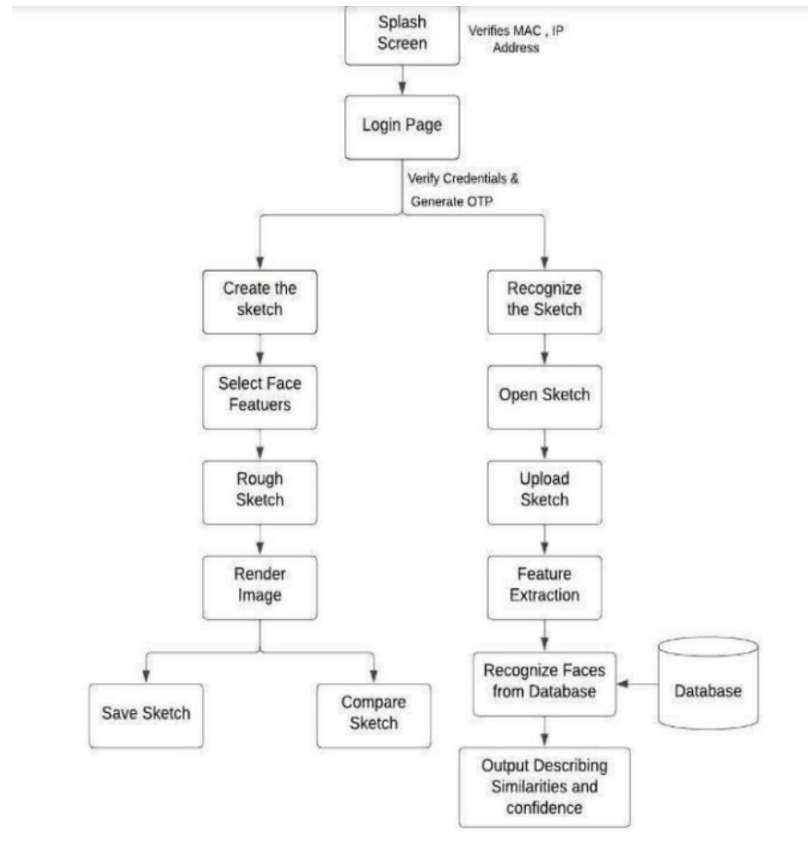 Splash
Screen
Verifies MAC , IP
Address
Login Page
Verify Credentials &
Generate OTP
Create the
sketch
Recognize
the Sketch
Select Face
Featuers
Open Sketch
Rough
Sketch
Upload
Sketch
Render
Image
Feature
Extraction
Save Sketch
Compare
Sketch
Recognize Faces
from Database
Database
Output Describing
Similarities and
confidence